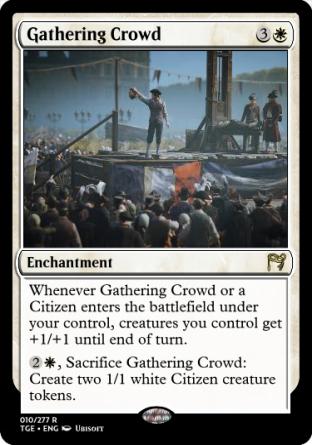 Gathering Crowd 3
Enchantment
Whenever Gathering Crowd or a
Citizen enters the battlefield under
your control, creatures you control get
+1/+1 until end of turn.
2, Sacrifice Gathering Crowd:
Create two 1/1 white Citizen creature
tokens.
010/277 R
TGE • ENG Ubisoft